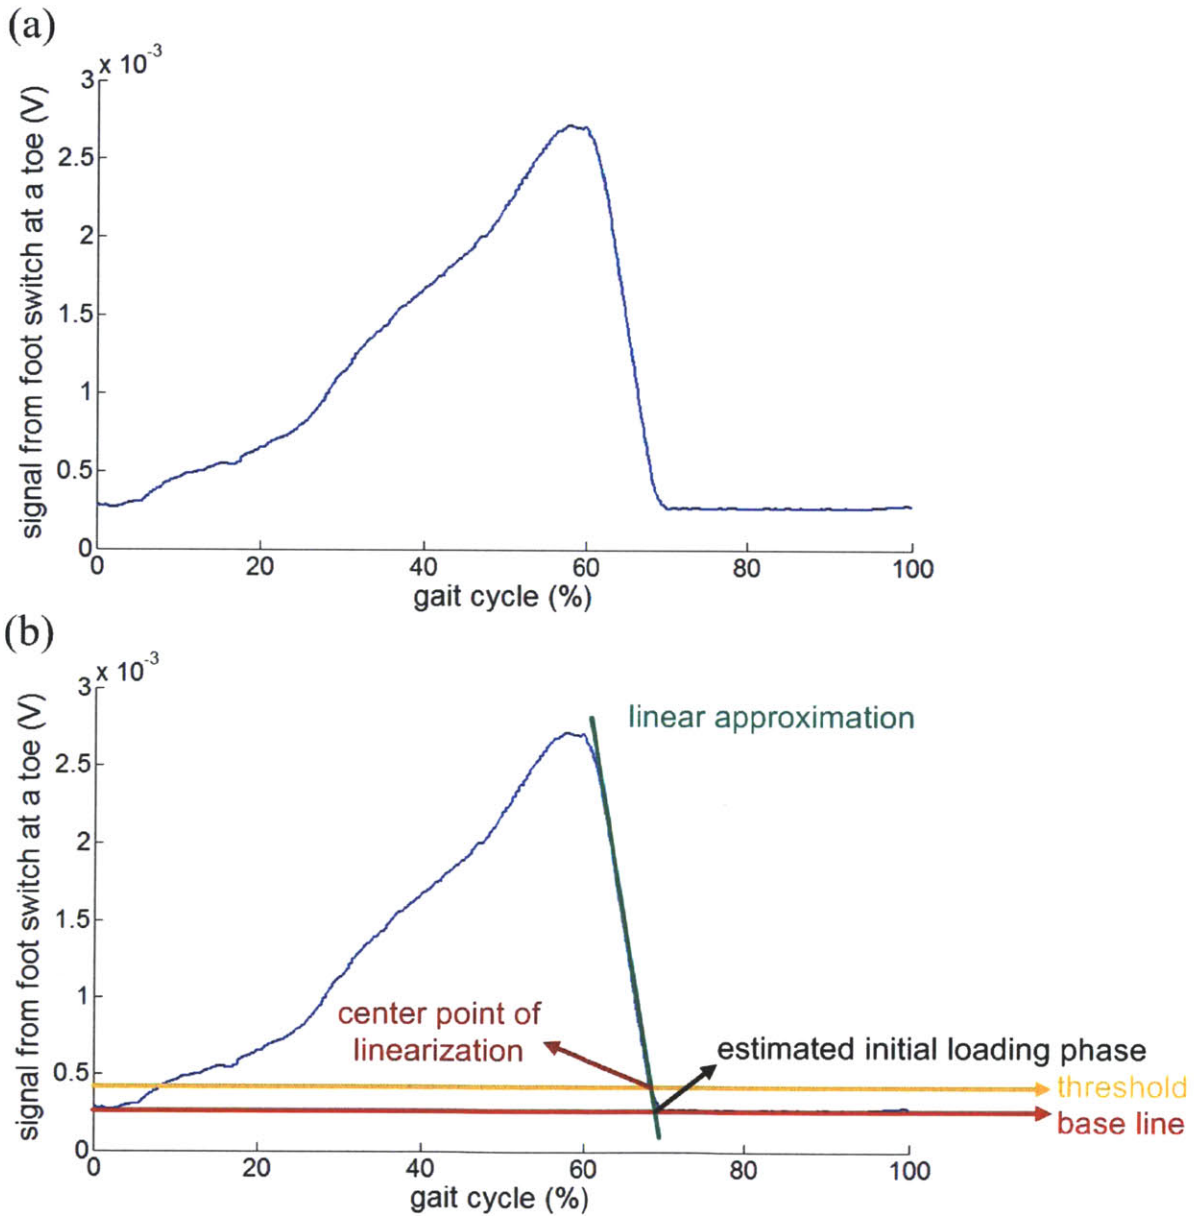 (a)
x 10-3
3
2.5
2
1.5
1
0.5
0
signal from foot switch at a toe (V)
0 20 40 60 80 100
gait cycle (%)
(b)
x 10-3
3
2.5
2
1.5
1
0.5
0
signal from foot switch at a toe (V)
linear approximation
center point of
linearization
estimated initial loading phase
threshold
base line
0 20 40 60 80 100
gait cycle (%)